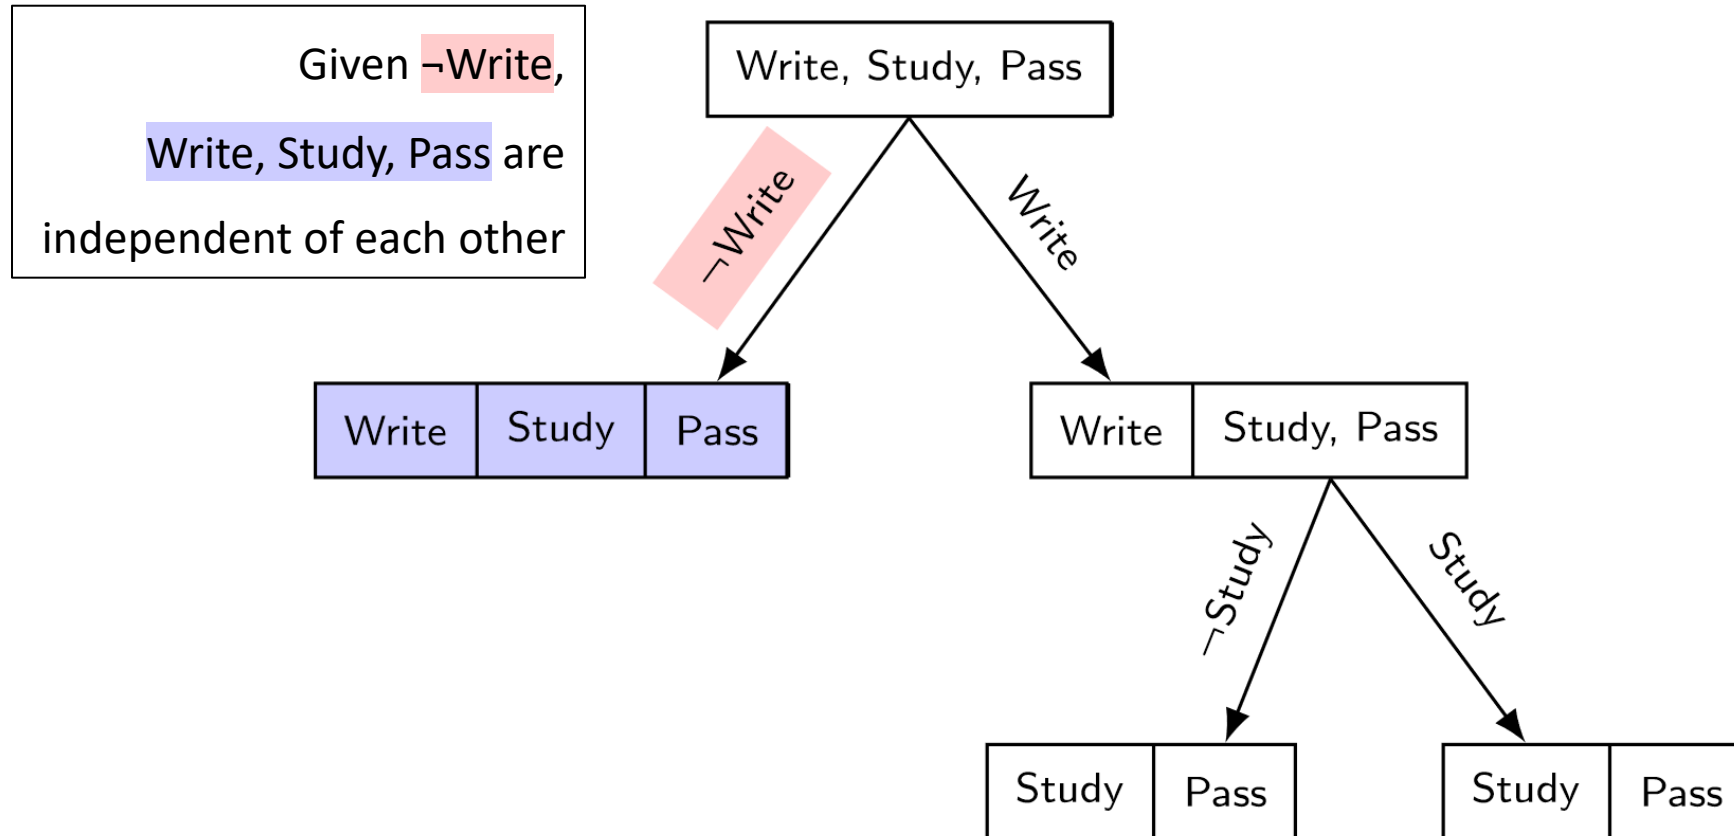 Given ¬Write,
Write, Study, Pass are
independent of each other
Write, Study, Pass
¬Write
Write
Write Study Pass
Write Study, Pass
¬Study
Study
Study Pass
Study Pass